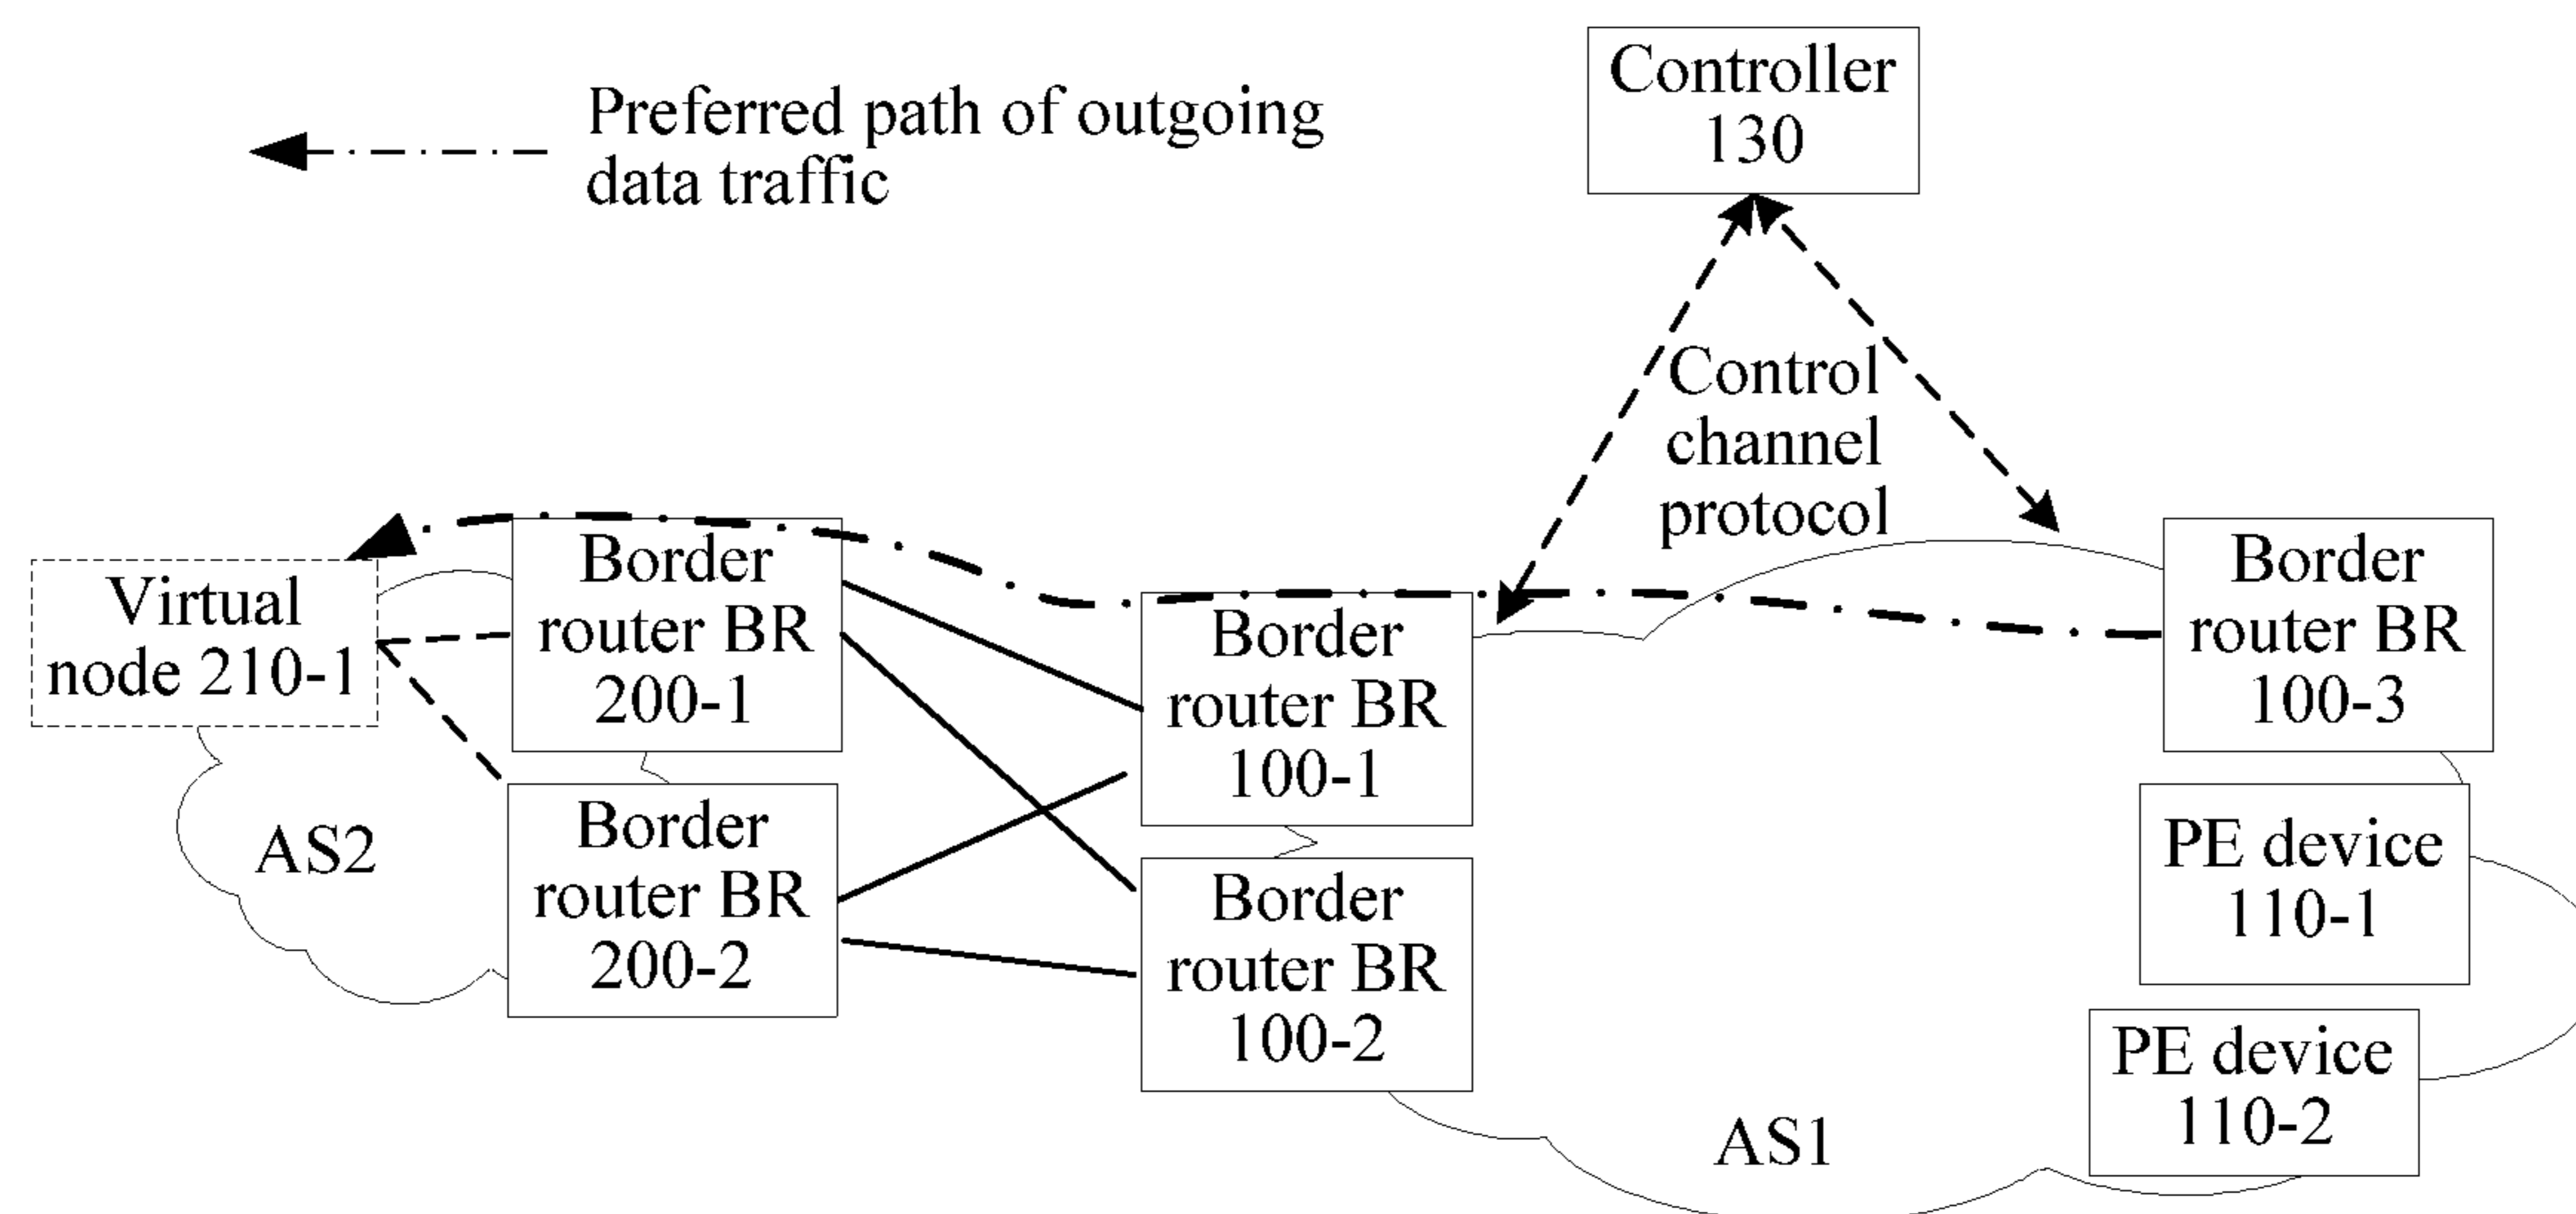 Preferred path of outgoing
data traffic
Controller
130
Control
channel
protocol
Virtual
node 210-1
Border
router BR
200-1
Border
router BR
200-2
AS2
Border
router BR
100-1
Border
router BR
100-2
Border
router BR
100-3
PE device
110-1
PE device
110-2
AS1